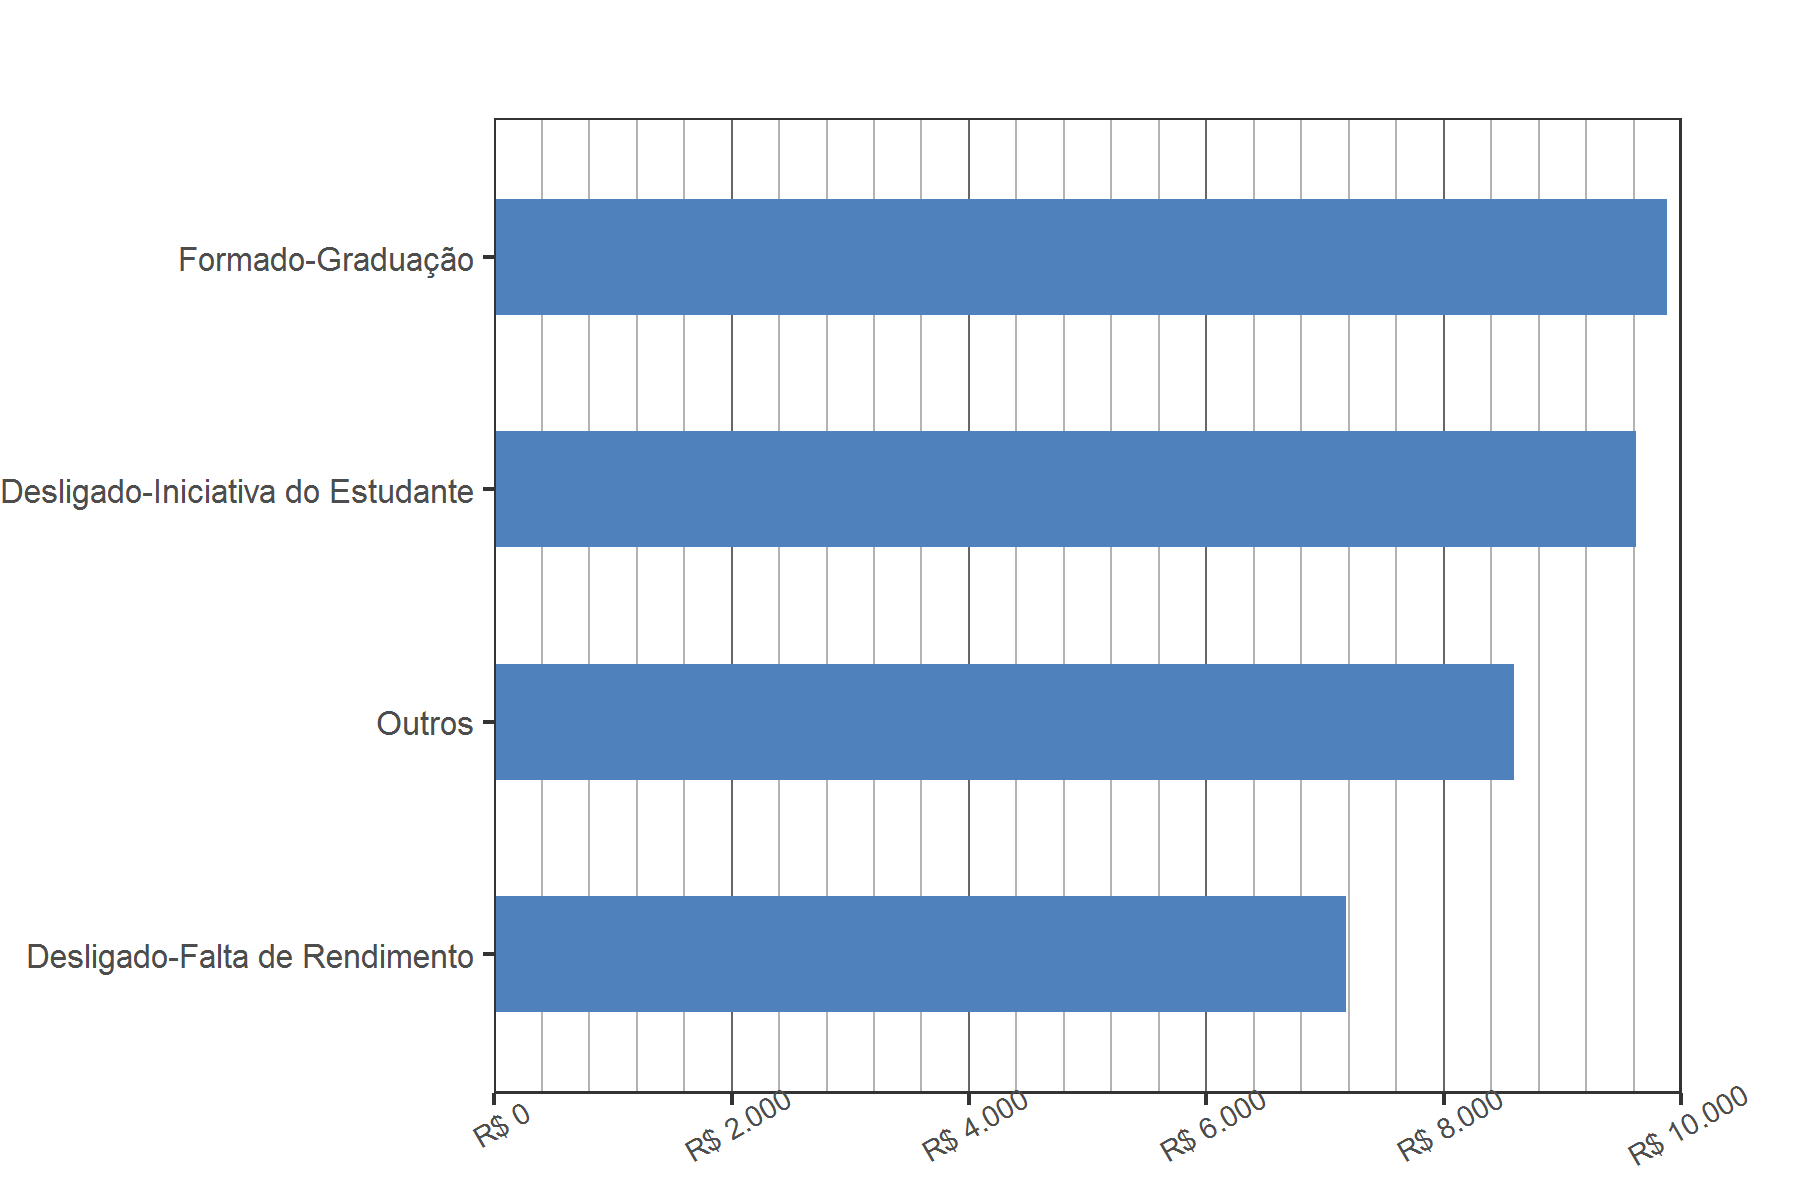 Formado-Graduação
Desligado-Iniciativa do Estudante
Outros
Desligado-Falta de Rendimento
R$ 0
R$ 2.000
R$ 4.000
R$ 6.000
R$ 8.000
R$ 10.000